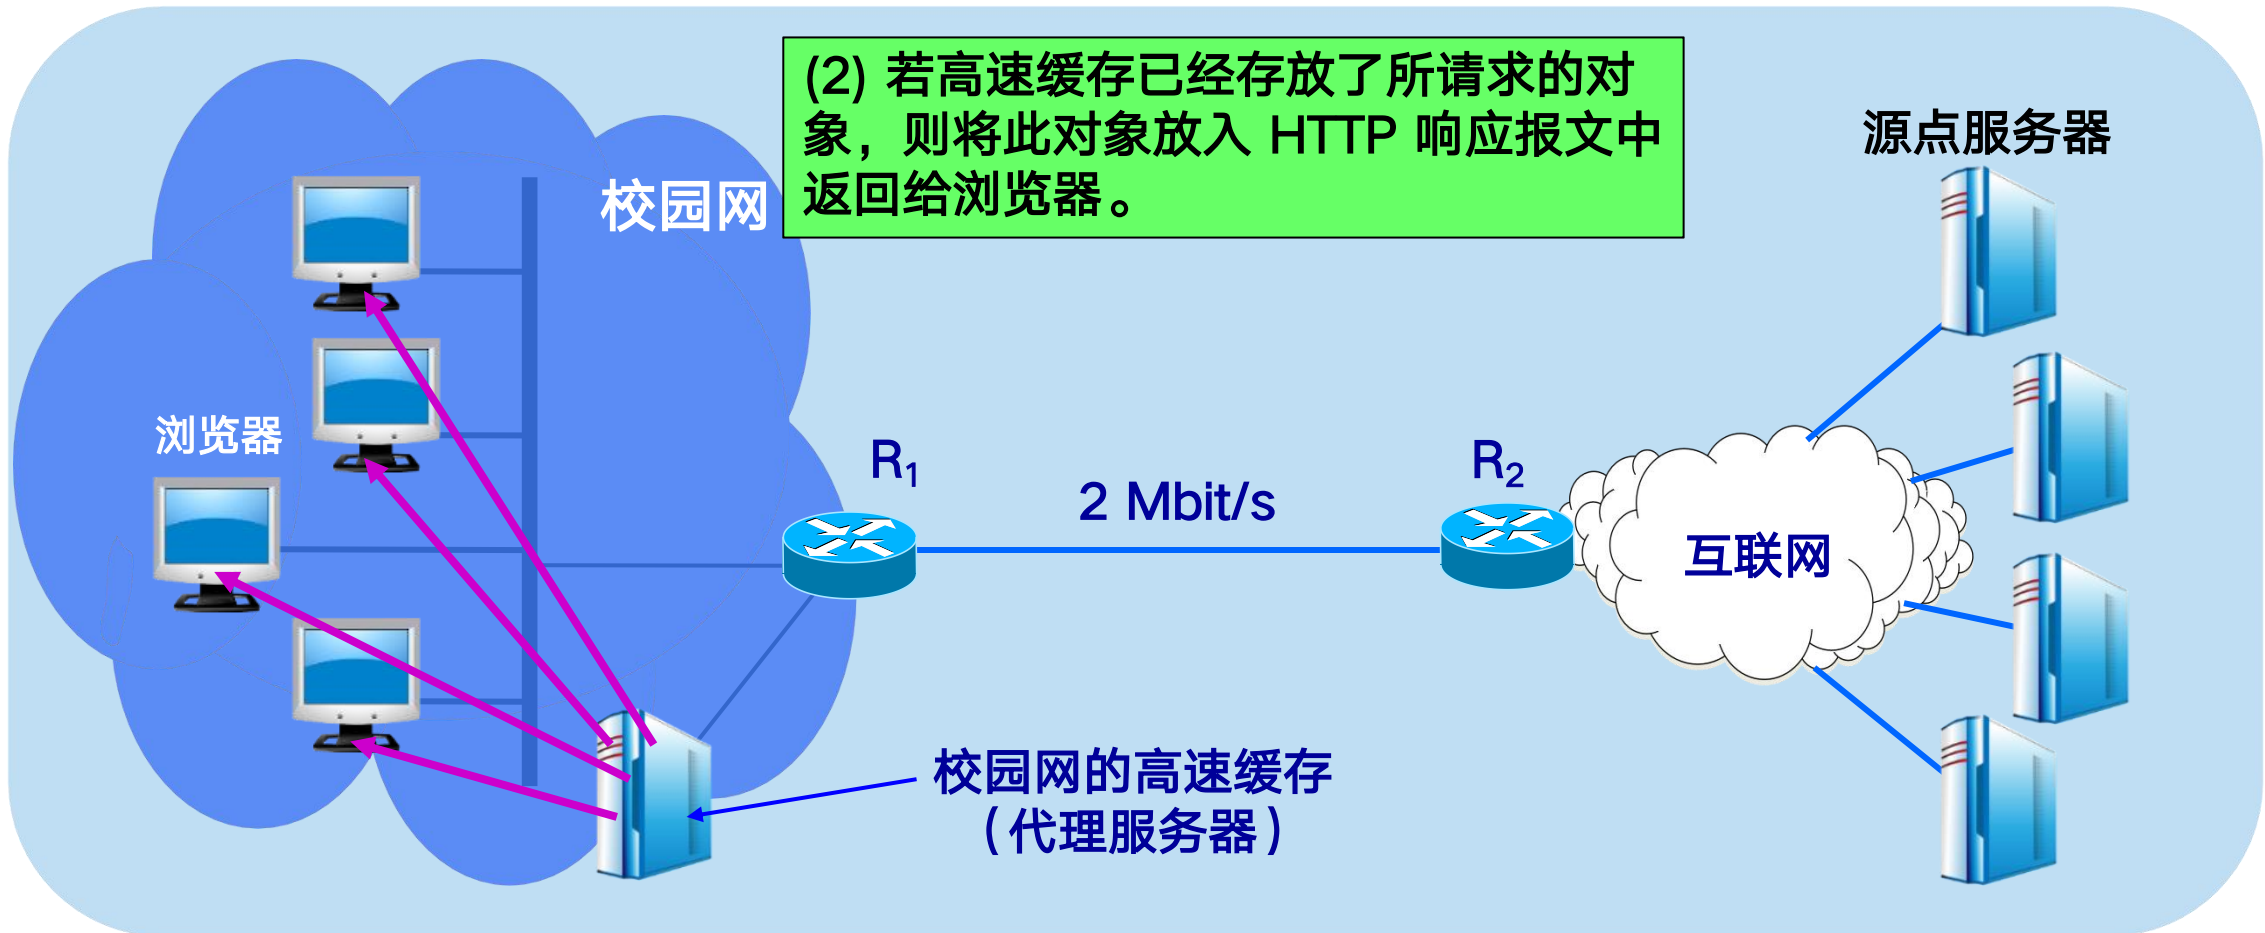 (2) 若高速缓存已经存放了所请求的对
象，则将此对象放入 HTTP 响应报文中
返回给浏览器。
源点服务器
校园网
浏览器
R₁
2 Mbit/s
R₂
互联网
校园网的高速缓存
（代理服务器）